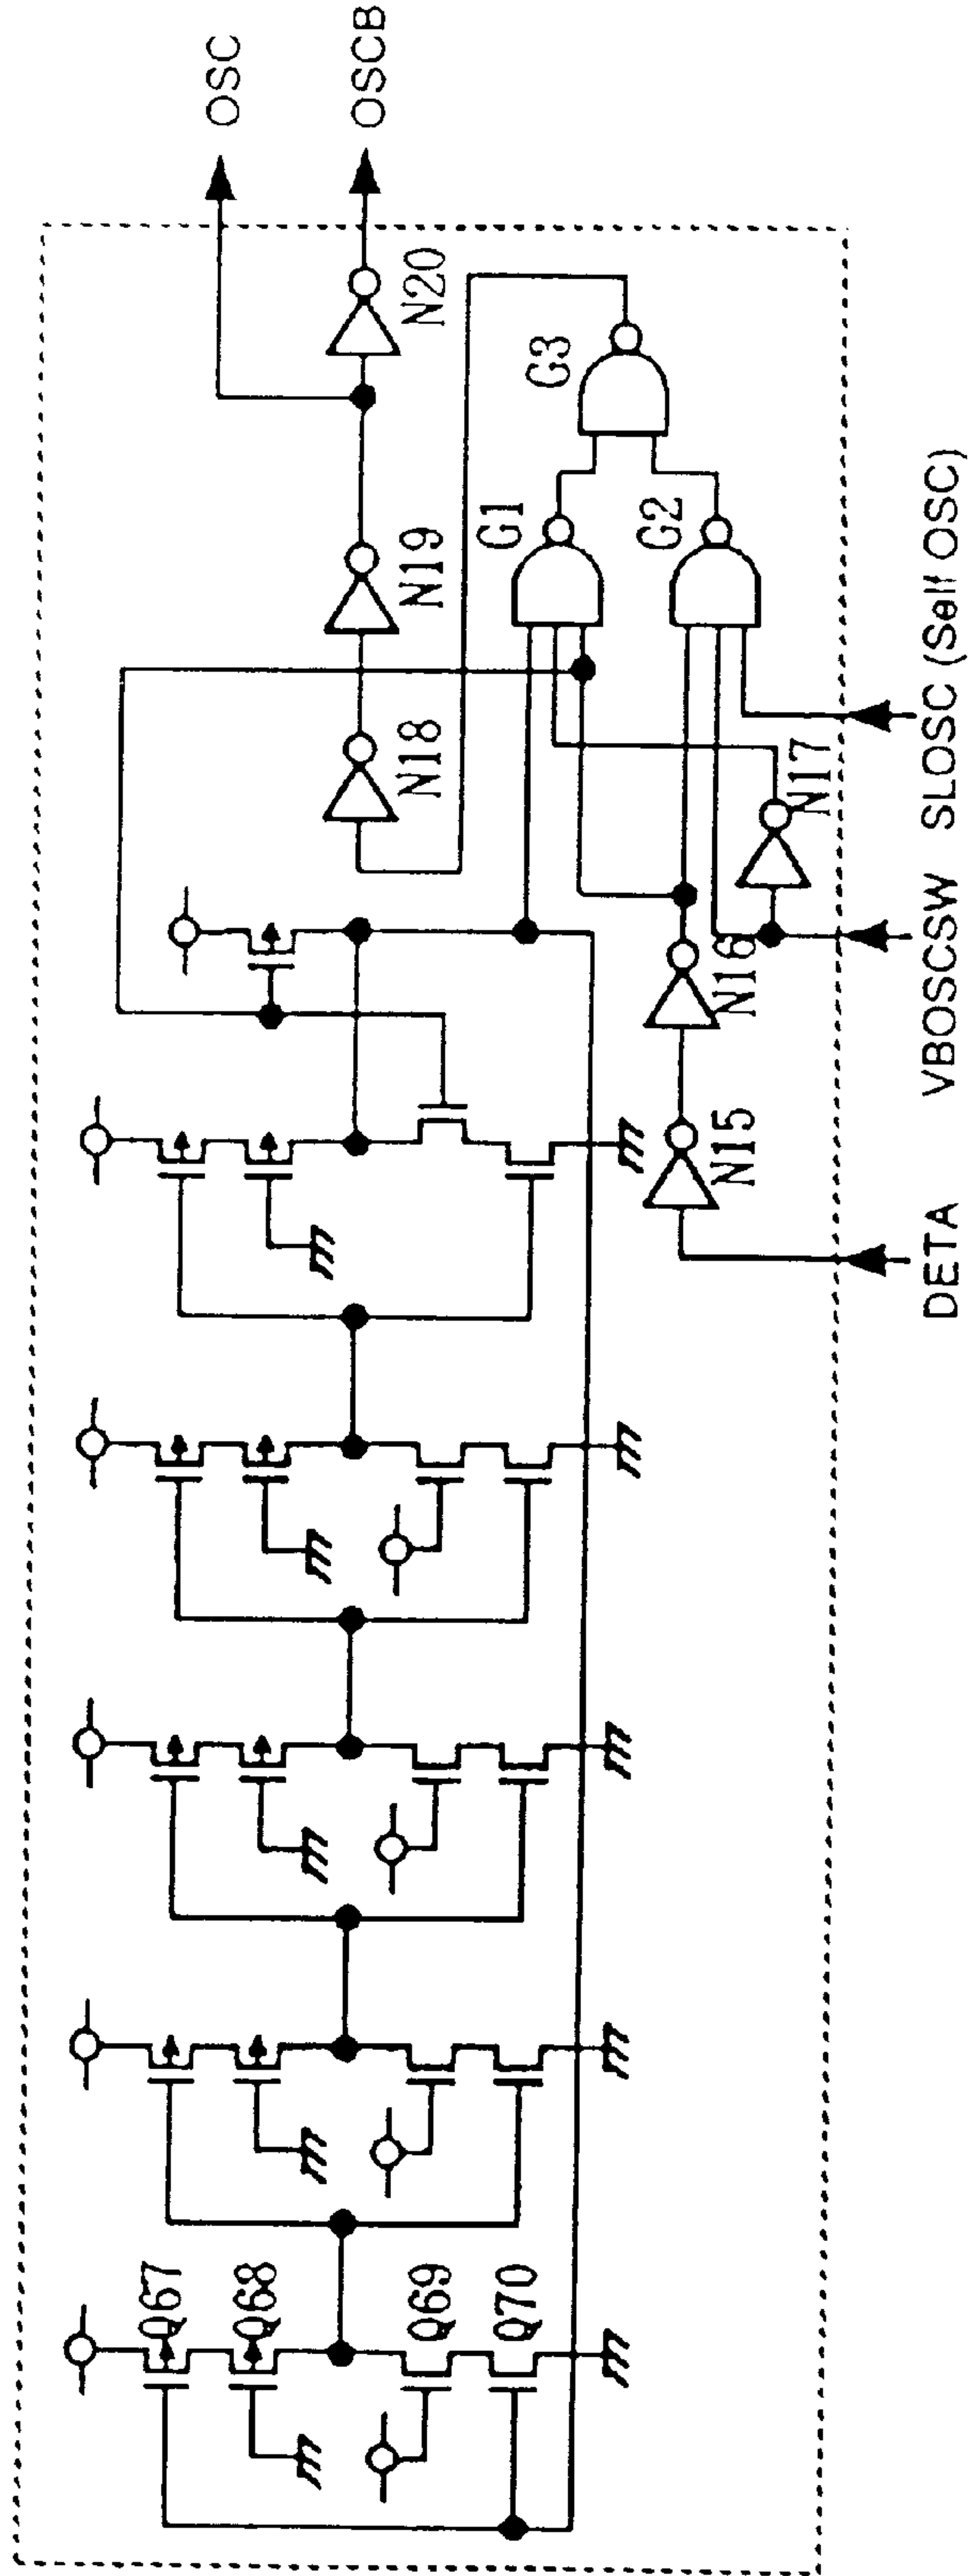 OSC
OSCB
N20
N19
N18
G3
G1
G2
N17
N16
N15
Q67
Q68
Q69
Q70
DETA
VBOSCSW
SLOSC (Self OSC)